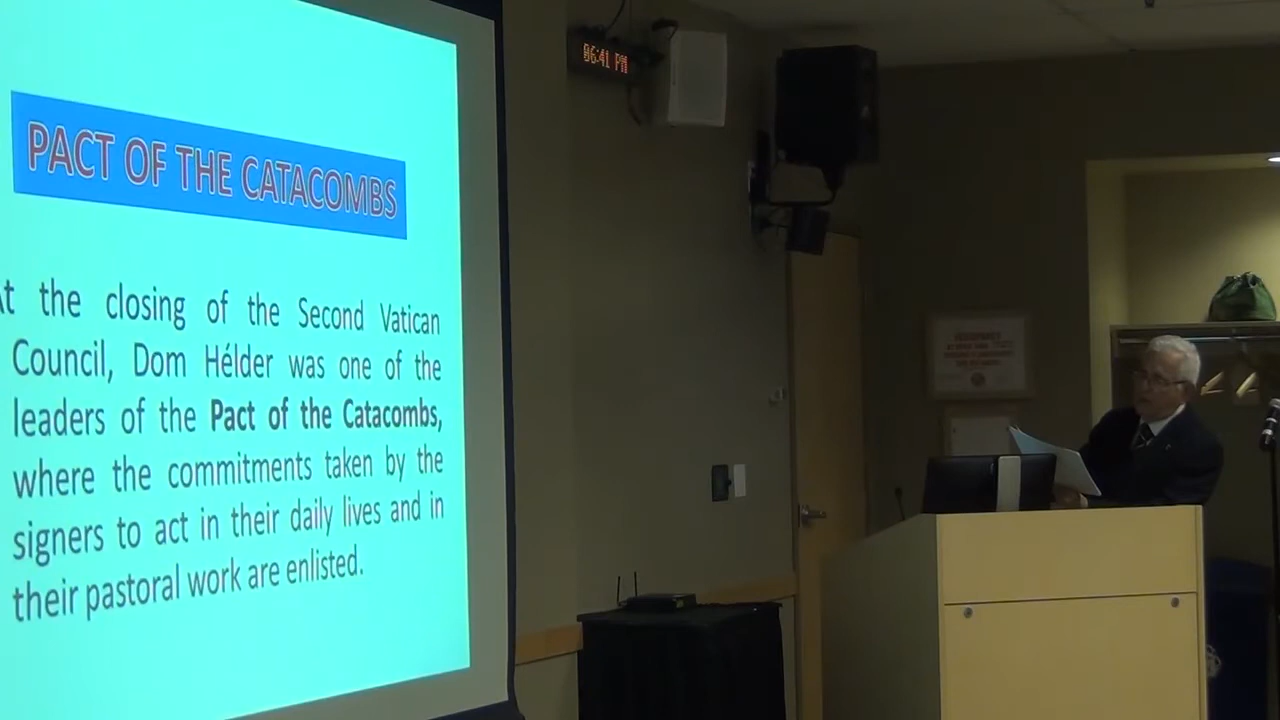 06:41 PM
PACT OF THE CATACOMBS
At the closing of the Second Vatican
Council, Dom Hélder was one of the
leaders of the Pact of the Catacombs,
where the commitments taken by the
signers to act in their daily lives and in
their pastoral work are enlisted.